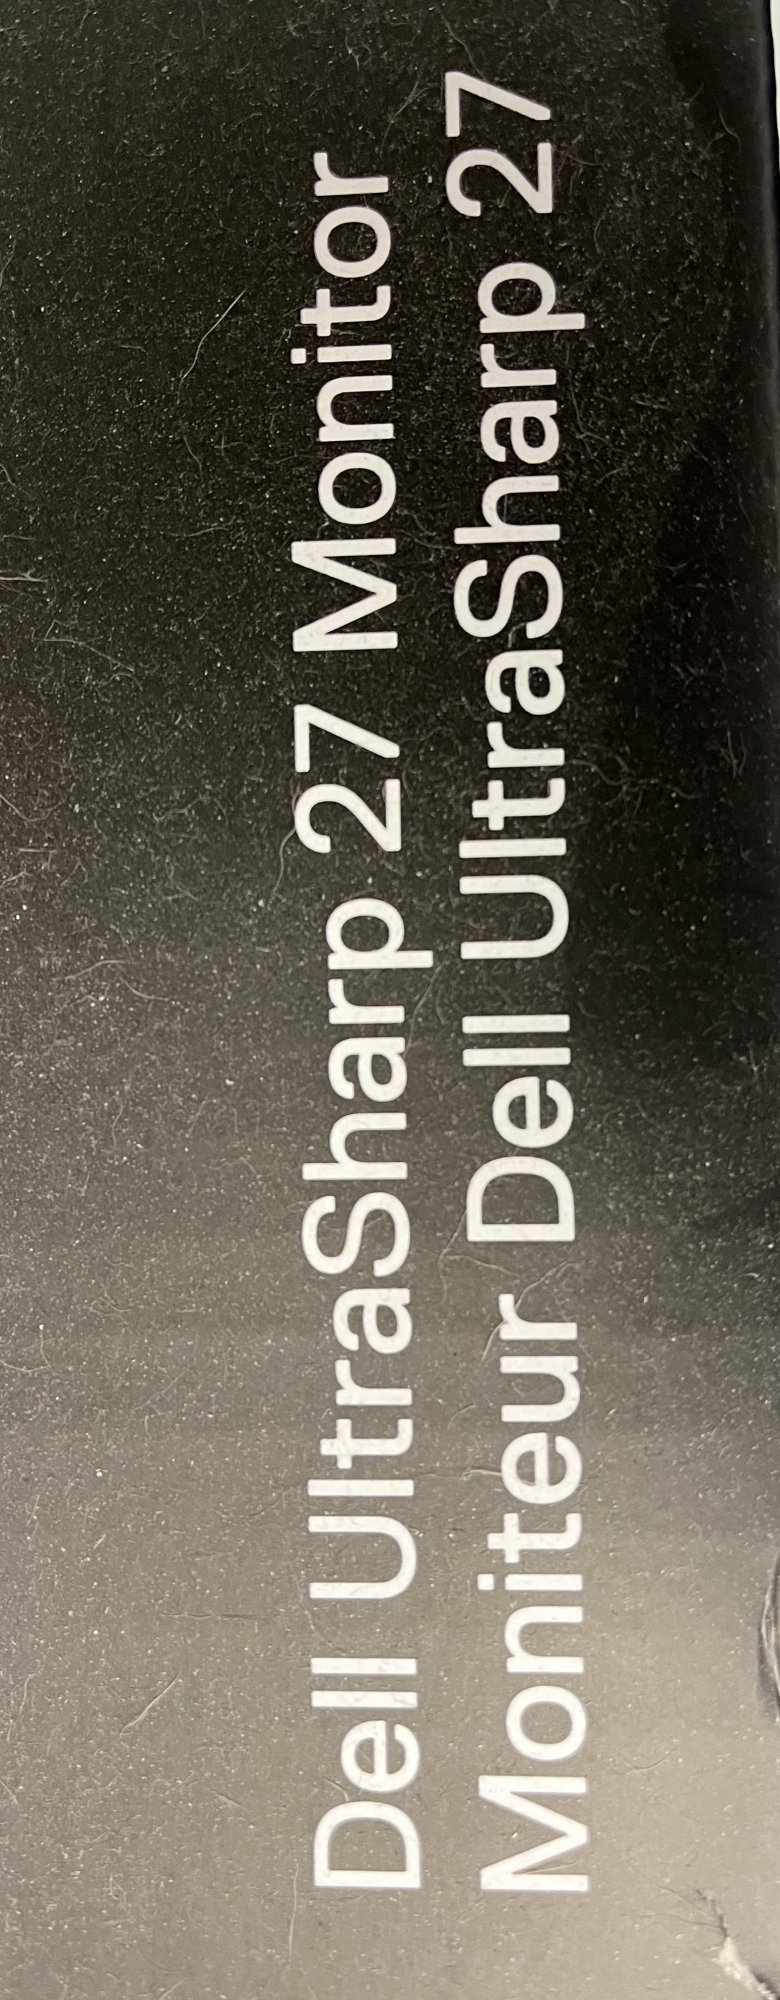 Dell UltraSharp 27 Monitor
Moniteur Dell UltraSharp 27